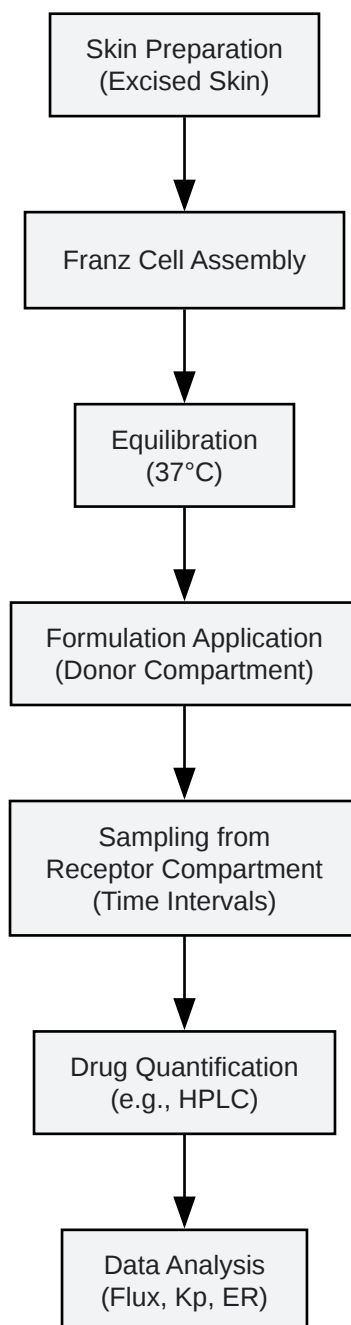 Skin Preparation
(Excised Skin)
Franz Cell Assembly
Equilibration
(37°C)
Formulation Application
(Donor Compartment)
Sampling from
Receptor Compartment
(Time Intervals)
Drug Quantification
(e.g., HPLC)
Data Analysis
(Flux, Kp, ER)